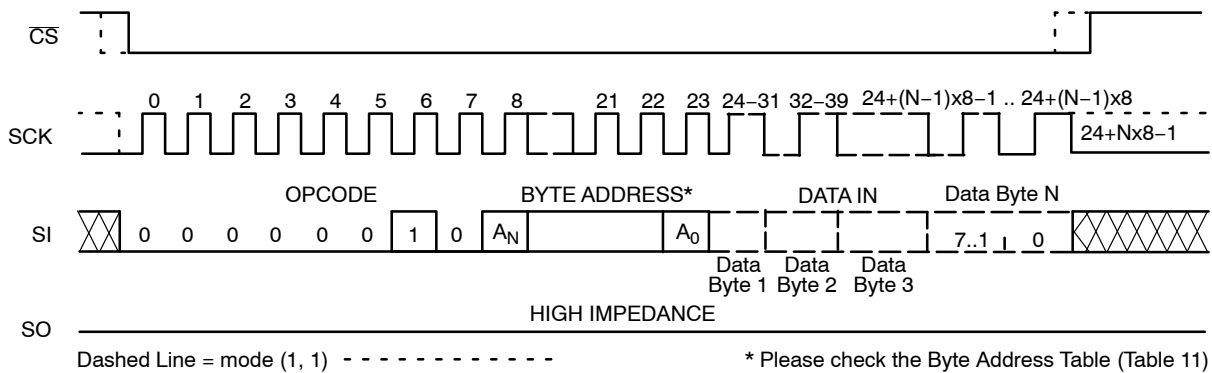 CS
SCK
0 1 2 3 4 5 6 7 8 21 22 23 24–31 32–39 24+(N–1)x8–1 .. 24+(N–1)x8
24+Nx8–1
OPCODE BYTE ADDRESS* DATA IN Data Byte N
SI
0 0 0 0 0 0 1 0 AN A0 7..1 0
Data Byte 1
Data Byte 2
Data Byte 3
SO
HIGH IMPEDANCE
Dashed Line = mode (1, 1)
* Please check the Byte Address Table (Table 11)